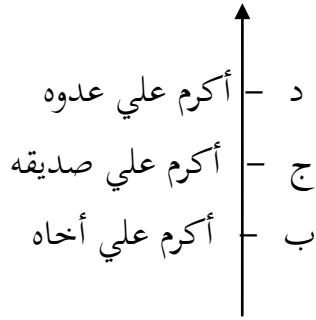 د – أكرم علي عدوه
ج – أكرم علي صديقه
ب – أكرم علي أخاه